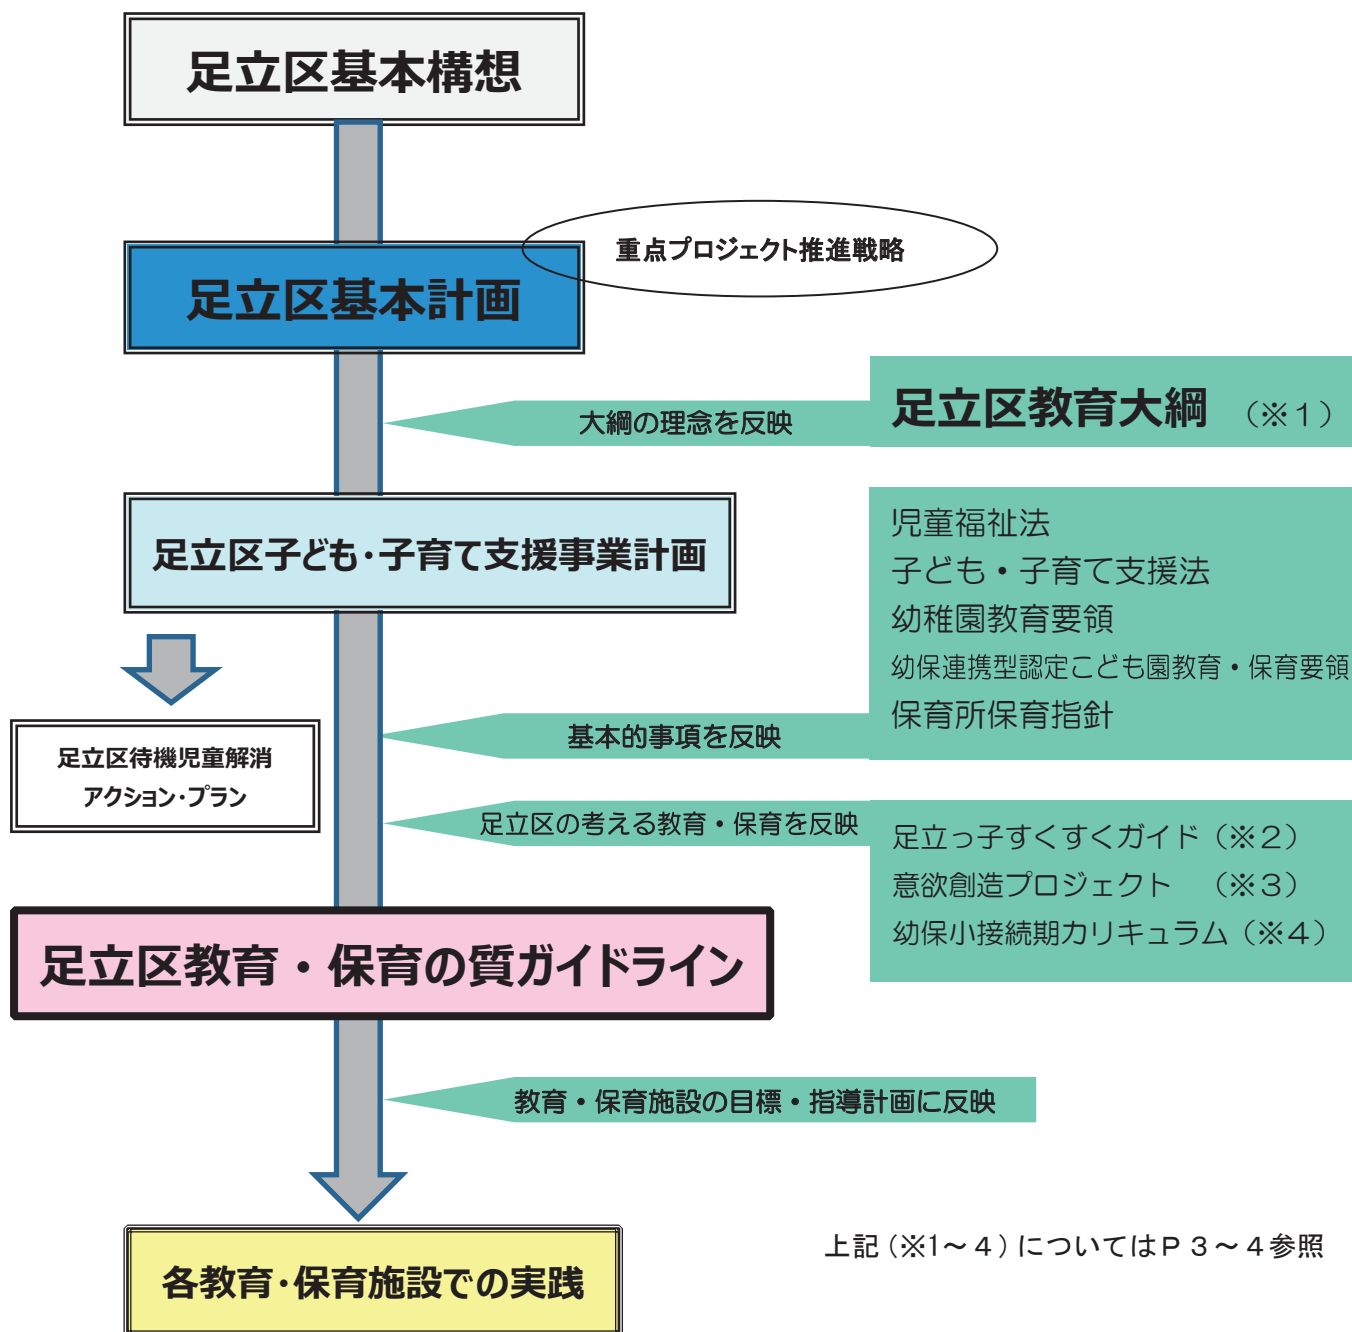 足立区基本構想
重点プロジェクト推進戦略
足立区基本計画
足立区教育大綱 （※１）
大綱の理念を反映
足立区子ども・子育て支援事業計画
児童福祉法
子ども・子育て支援法
幼稚園教育要領
幼保連携型認定こども園教育・保育要領
保育所保育指針
基本的事項を反映
足立区待機児童解消
アクション・プラン
足立区の考える教育・保育を反映
足立っ子すくすくガイド（※２）
意欲創造プロジェクト （※３）
幼保小接続期カリキュラム（※４）
足立区教育・保育の質ガイドライン
教育・保育施設の目標・指導計画に反映
上記（※1～４）についてはＰ３～４参照
各教育・保育施設での実践